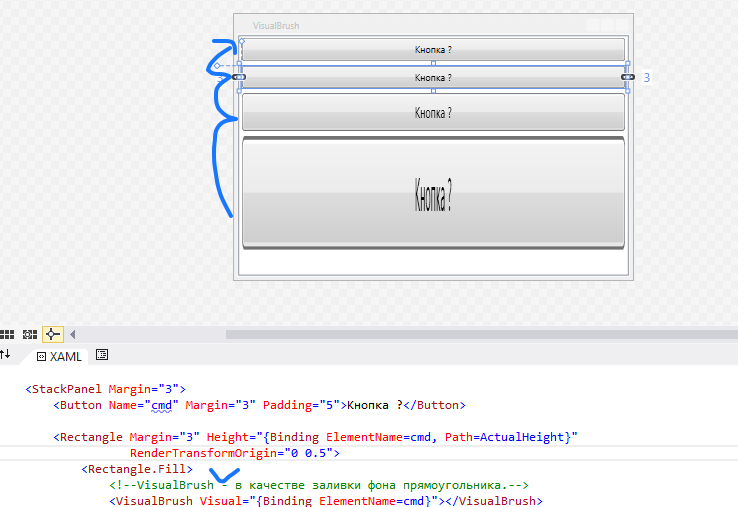 VisualBrush
Кнопка ?
3
Кнопка ?
3
Кнопка ?
Кнопка ?
XAML
<StackPanel Margin="3">
<Button Name="cmd" Margin="3" Padding="5">Кнопка ?</Button>
<Rectangle Margin="3" Height="{Binding ElementName=cmd, Path=ActualHeight}"
RenderTransformOrigin="0 0.5">
<Rectangle.Fill>
<!--VisualBrush - в качестве заливки фона прямоугольника.-->
<VisualBrush Visual="{Binding ElementName=cmd}"></VisualBrush>